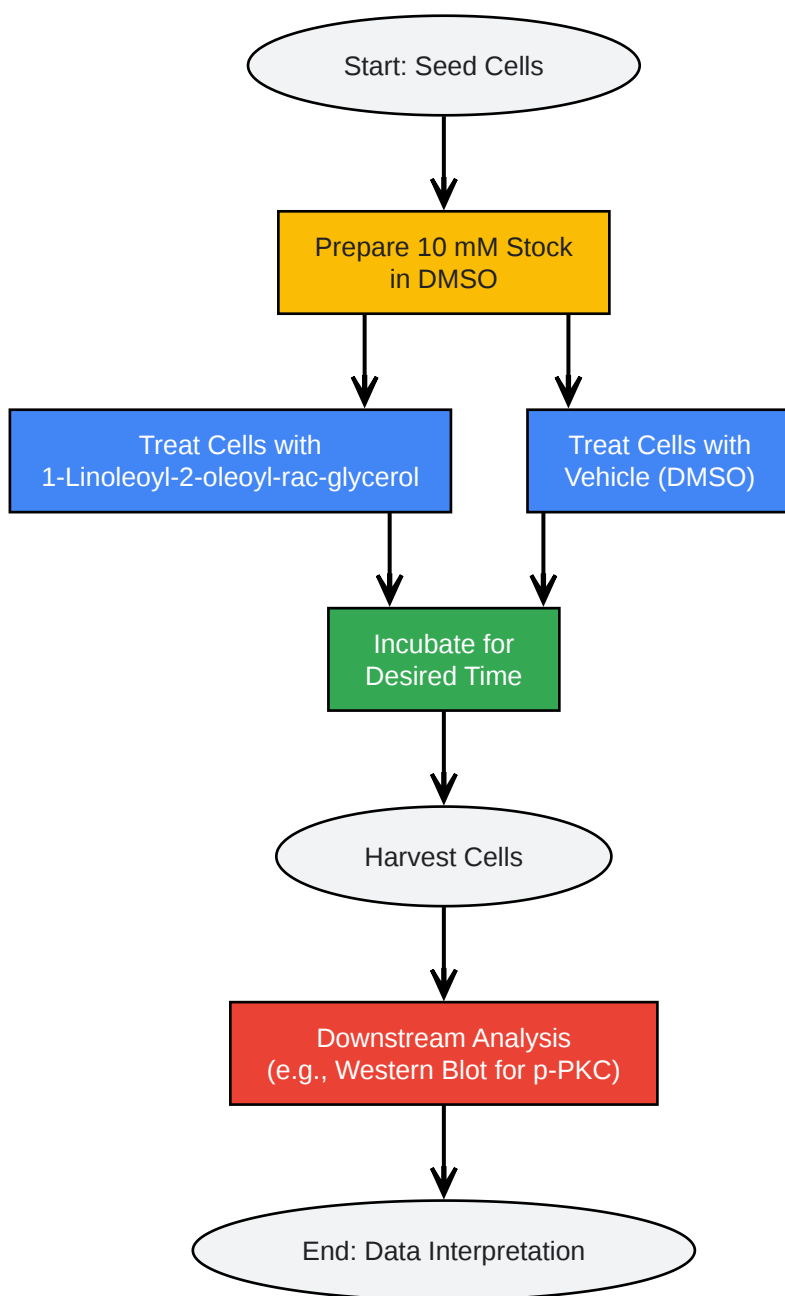 Start: Seed Cells
Prepare 10 mM Stock
in DMSO
Treat Cells with
1-Linoleoyl-2-oleoyl-rac-glycerol
Treat Cells with
Vehicle (DMSO)
Incubate for
Desired Time
Harvest Cells
Downstream Analysis
(e.g., Western Blot for p-PKC)
End: Data Interpretation